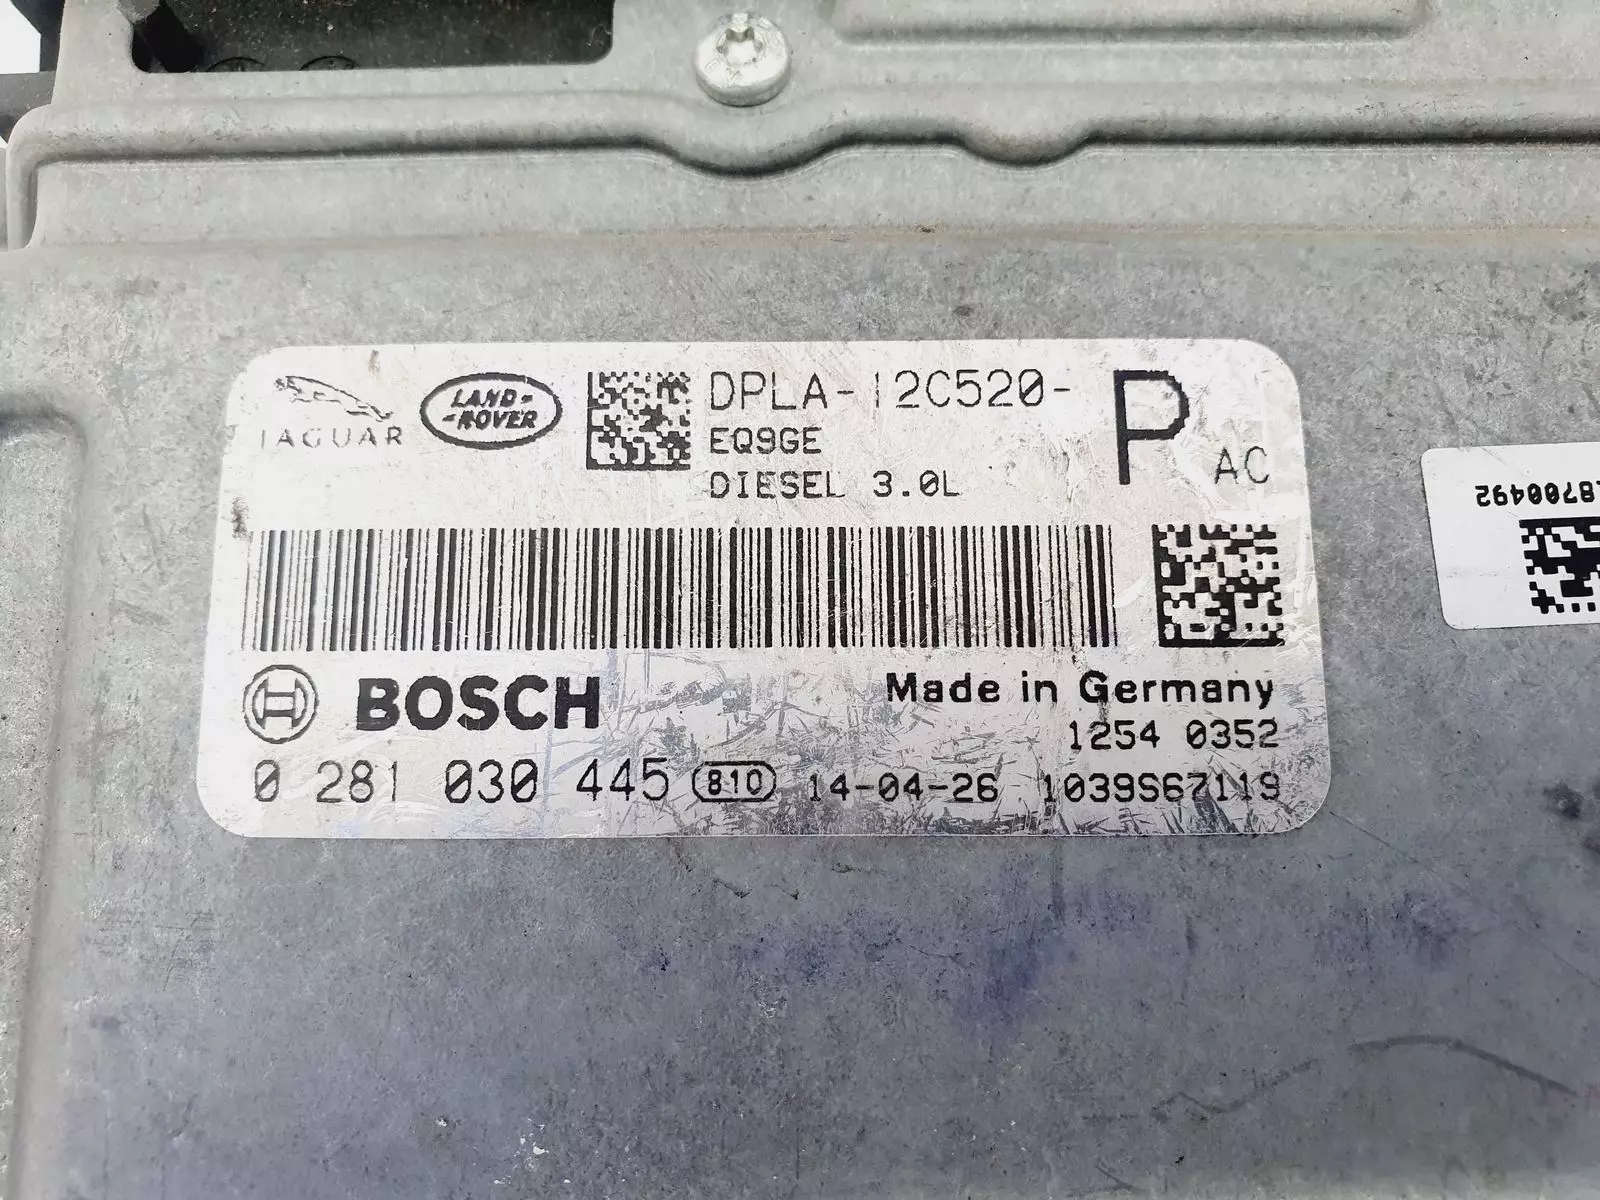 JAGUAR
LAND-
-ROVER
DPLA-12C520-
P
AC
EQ9GE
DIESEL 3.0L
BOSCH
Made in Germany
1254 0352
0 281 030 445
810
14-04-26
1039S67119
18700492